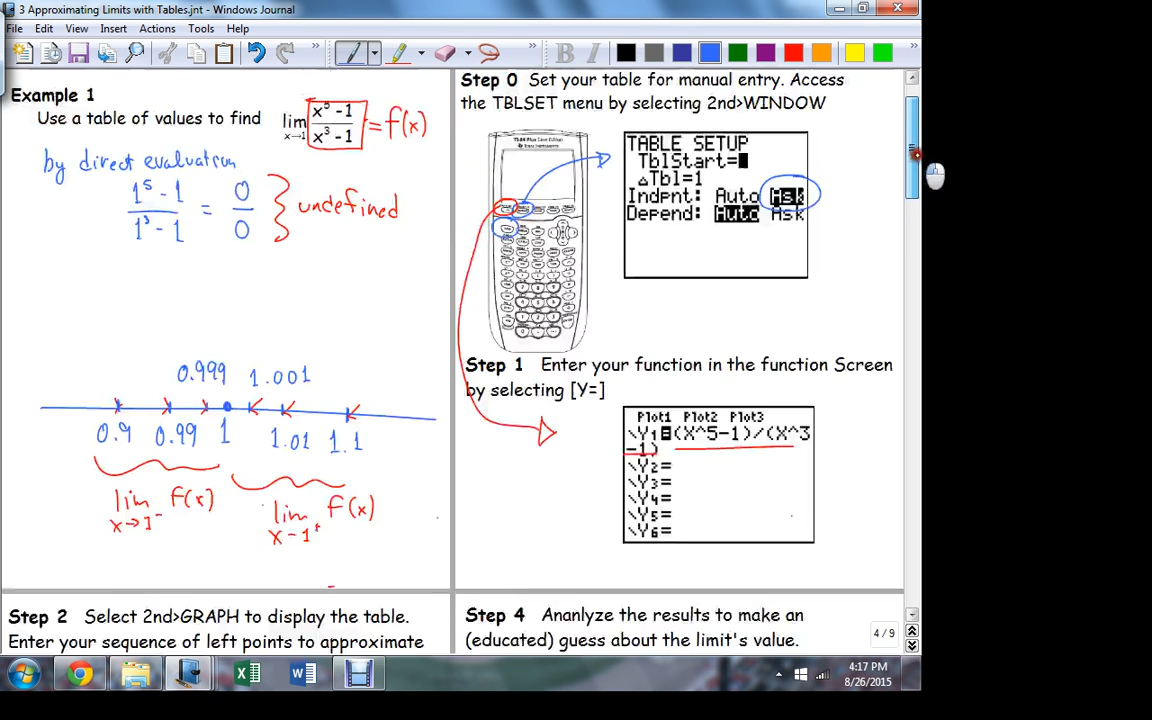 3 Approximating Limits with Tables.jnt - Windows Journal
File Edit View Insert Actions Tools Help
Example 1
Use a table of values to find lim x→1 x^5 -1 / x^3 -1 = f(x)
by direct evaluation
1^5 - 1 / 1^3 - 1 = 0 / 0 } undefined
0.999 1.001
0.9 0.99 1 1.01 1.1
lim x→1⁻ f(x)
lim x-1⁺ f(x)
Step 2 Select 2nd>GRAPH to display the table.
Enter your sequence of left points to approximate
Step 0 Set your table for manual entry. Access
the TBLSET menu by selecting 2nd>WINDOW
TABLE SETUP
TblStart=
△Tbl=1
Indpnt: Auto Ask
Depend: Auto Ask
Step 1 Enter your function in the function Screen
by selecting [Y=]
Plot1 Plot2 Plot3
\Y1=(X^5-1)/(X^3
-1)
\Y2=
\Y3=
\Y4=
\Y5=
\Y6=
Step 4 Ananlyze the results to make an
(educated) guess about the limit's value.
4 / 9
4:17 PM
8/26/2015